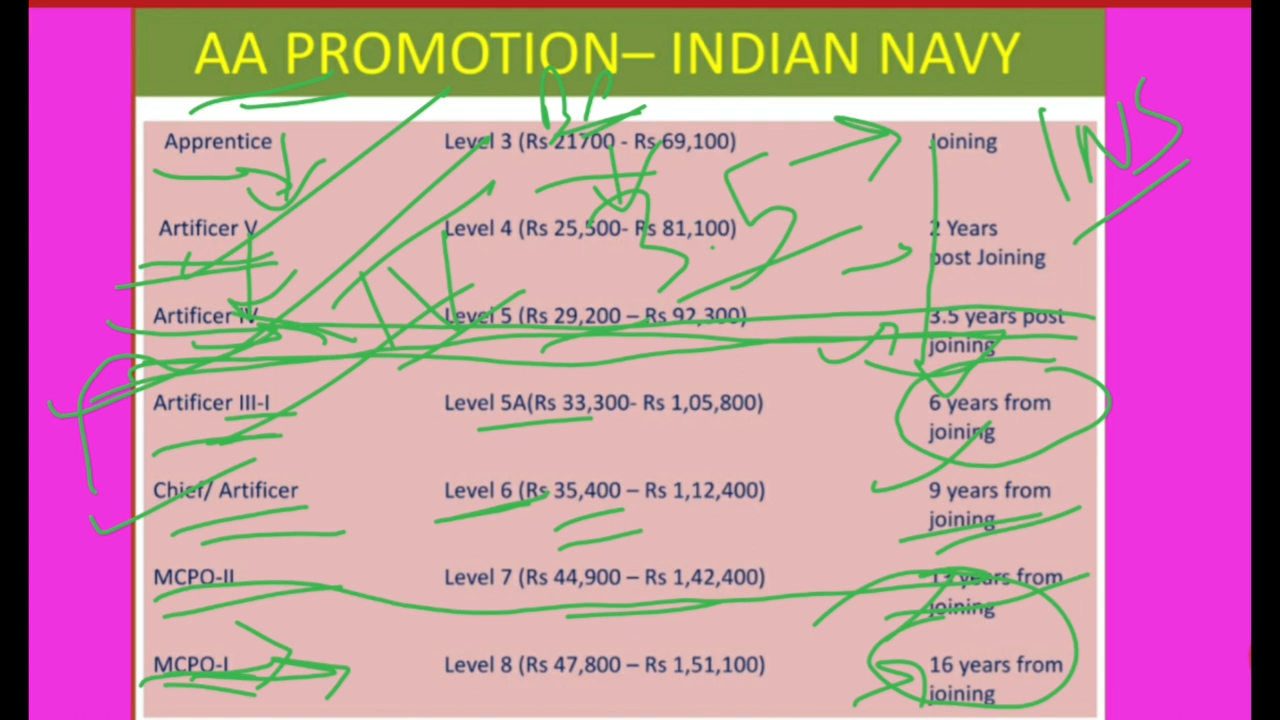 AA PROMOTION– INDIAN NAVY
Apprentice Level 3 (Rs 21700 - Rs 69,100) Joining
INS
Artificer V Level 4 (Rs 25,500- Rs 81,100) 2 Years
post Joining
Artificer IV Level 5 (Rs 29,200 – Rs 92,300) 3.5 years post
joining
Artificer III-I Level 5A(Rs 33,300- Rs 1,05,800) 6 years from
joining
Chief/ Artificer Level 6 (Rs 35,400 – Rs 1,12,400) 9 years from
joining
MCPO-II Level 7 (Rs 44,900 – Rs 1,42,400) 13 years from
joining
MCPO-I Level 8 (Rs 47,800 – Rs 1,51,100) 16 years from
joining